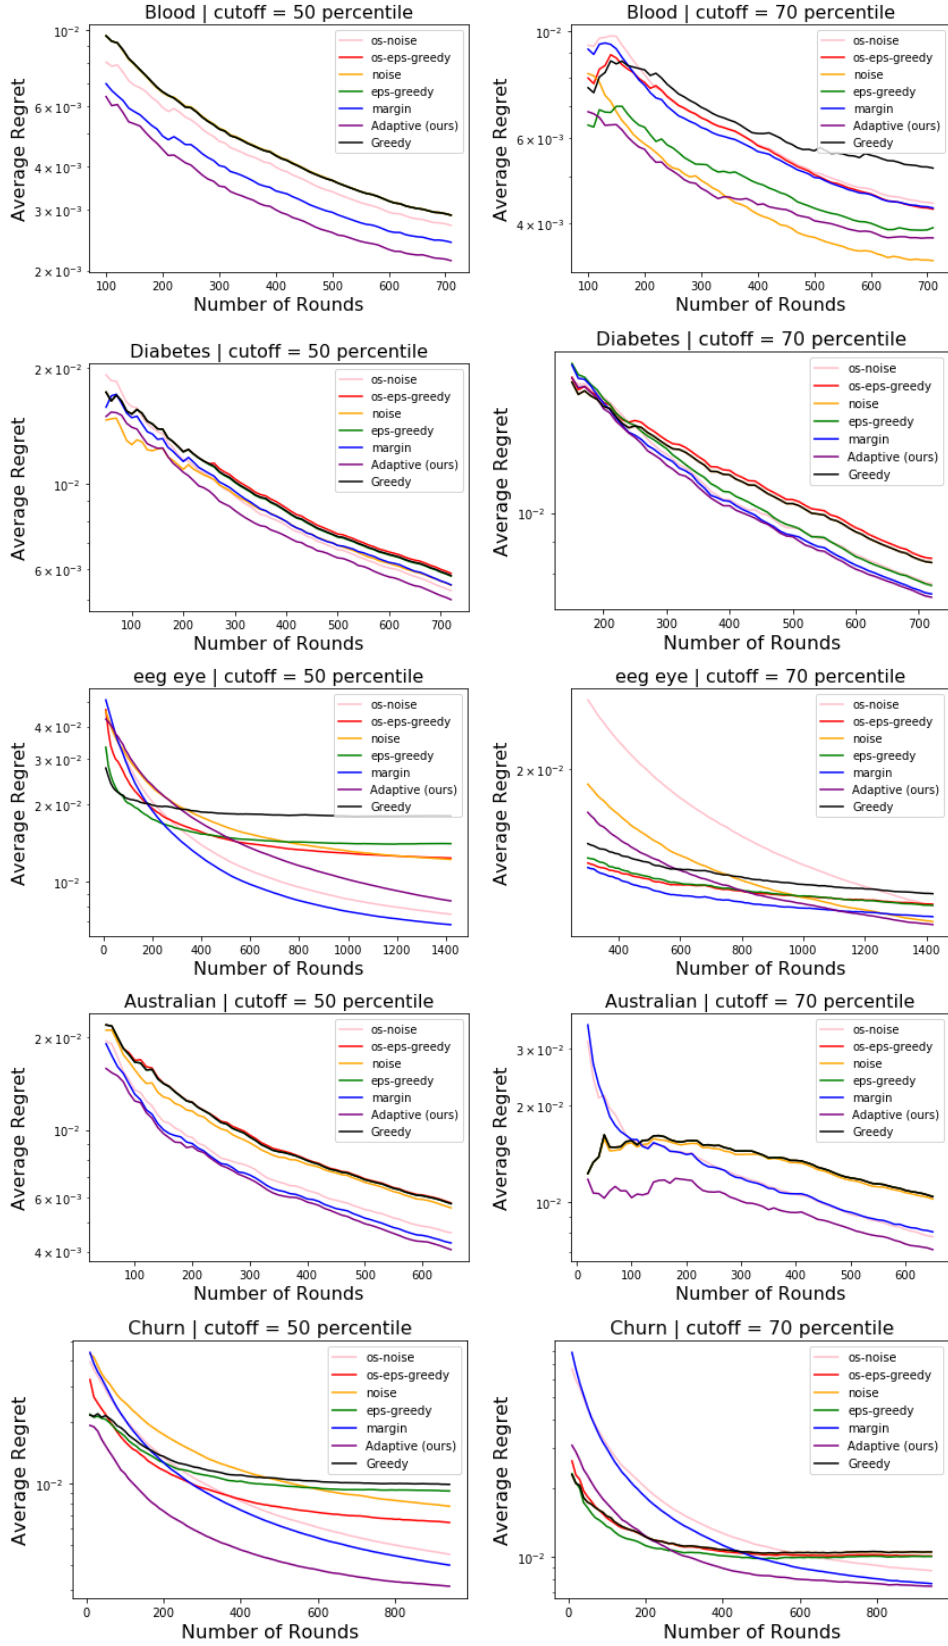 Blood | cutoff = 50 percentile
10⁻²
6 × 10⁻³
4 × 10⁻³
3 × 10⁻³
2 × 10⁻³
Average Regret
os-noise
os-eps-greedy
noise
eps-greedy
margin
Adaptive (ours)
Greedy
100 200 300 400 500 600 700
Number of Rounds
Blood | cutoff = 70 percentile
10⁻²
6 × 10⁻³
4 × 10⁻³
Average Regret
os-noise
os-eps-greedy
noise
eps-greedy
margin
Adaptive (ours)
Greedy
100 200 300 400 500 600 700
Number of Rounds
Diabetes | cutoff = 50 percentile
2 × 10⁻²
10⁻²
6 × 10⁻³
Average Regret
os-noise
os-eps-greedy
noise
eps-greedy
margin
Adaptive (ours)
Greedy
100 200 300 400 500 600 700
Number of Rounds
Diabetes | cutoff = 70 percentile
10⁻²
Average Regret
os-noise
os-eps-greedy
noise
eps-greedy
margin
Adaptive (ours)
Greedy
200 300 400 500 600 700
Number of Rounds
eeg eye | cutoff = 50 percentile
4 × 10⁻²
3 × 10⁻²
2 × 10⁻²
10⁻²
Average Regret
os-noise
os-eps-greedy
noise
eps-greedy
margin
Adaptive (ours)
Greedy
0 200 400 600 800 1000 1200 1400
Number of Rounds
eeg eye | cutoff = 70 percentile
2 × 10⁻²
Average Regret
os-noise
os-eps-greedy
noise
eps-greedy
margin
Adaptive (ours)
Greedy
400 600 800 1000 1200 1400
Number of Rounds
Australian | cutoff = 50 percentile
2 × 10⁻²
10⁻²
6 × 10⁻³
4 × 10⁻³
Average Regret
os-noise
os-eps-greedy
noise
eps-greedy
margin
Adaptive (ours)
Greedy
100 200 300 400 500 600
Number of Rounds
Australian | cutoff = 70 percentile
3 × 10⁻²
2 × 10⁻²
10⁻²
Average Regret
os-noise
os-eps-greedy
noise
eps-greedy
margin
Adaptive (ours)
Greedy
0 100 200 300 400 500 600
Number of Rounds
Churn | cutoff = 50 percentile
10⁻²
Average Regret
os-noise
os-eps-greedy
noise
eps-greedy
margin
Adaptive (ours)
Greedy
0 200 400 600 800
Number of Rounds
Churn | cutoff = 70 percentile
10⁻²
Average Regret
os-noise
os-eps-greedy
noise
eps-greedy
margin
Adaptive (ours)
Greedy
0 200 400 600 800
Number of Rounds